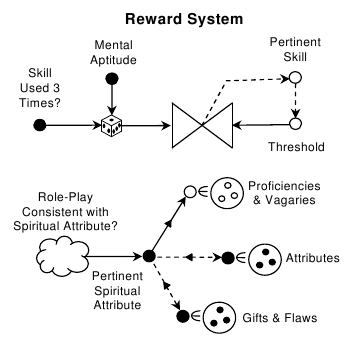 Reward System
Mental
Aptitude
Pertinent
Skill
Skill
Used 3
Times?
Threshold
Role-Play
Consistent with
Spiritual Attribute?
Proficiencies
& Vagaries
Attributes
Pertinent
Spiritual
Attribute
Gifts & Flaws